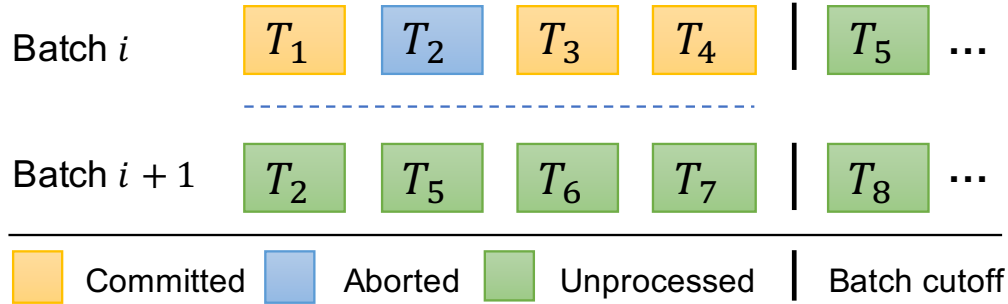 Batch i T₁ T₂ T₃ T₄ T₅ ...
Batch i + 1 T₂ T₅ T₆ T₇ T₈ ...
Committed Aborted Unprocessed Batch cutoff